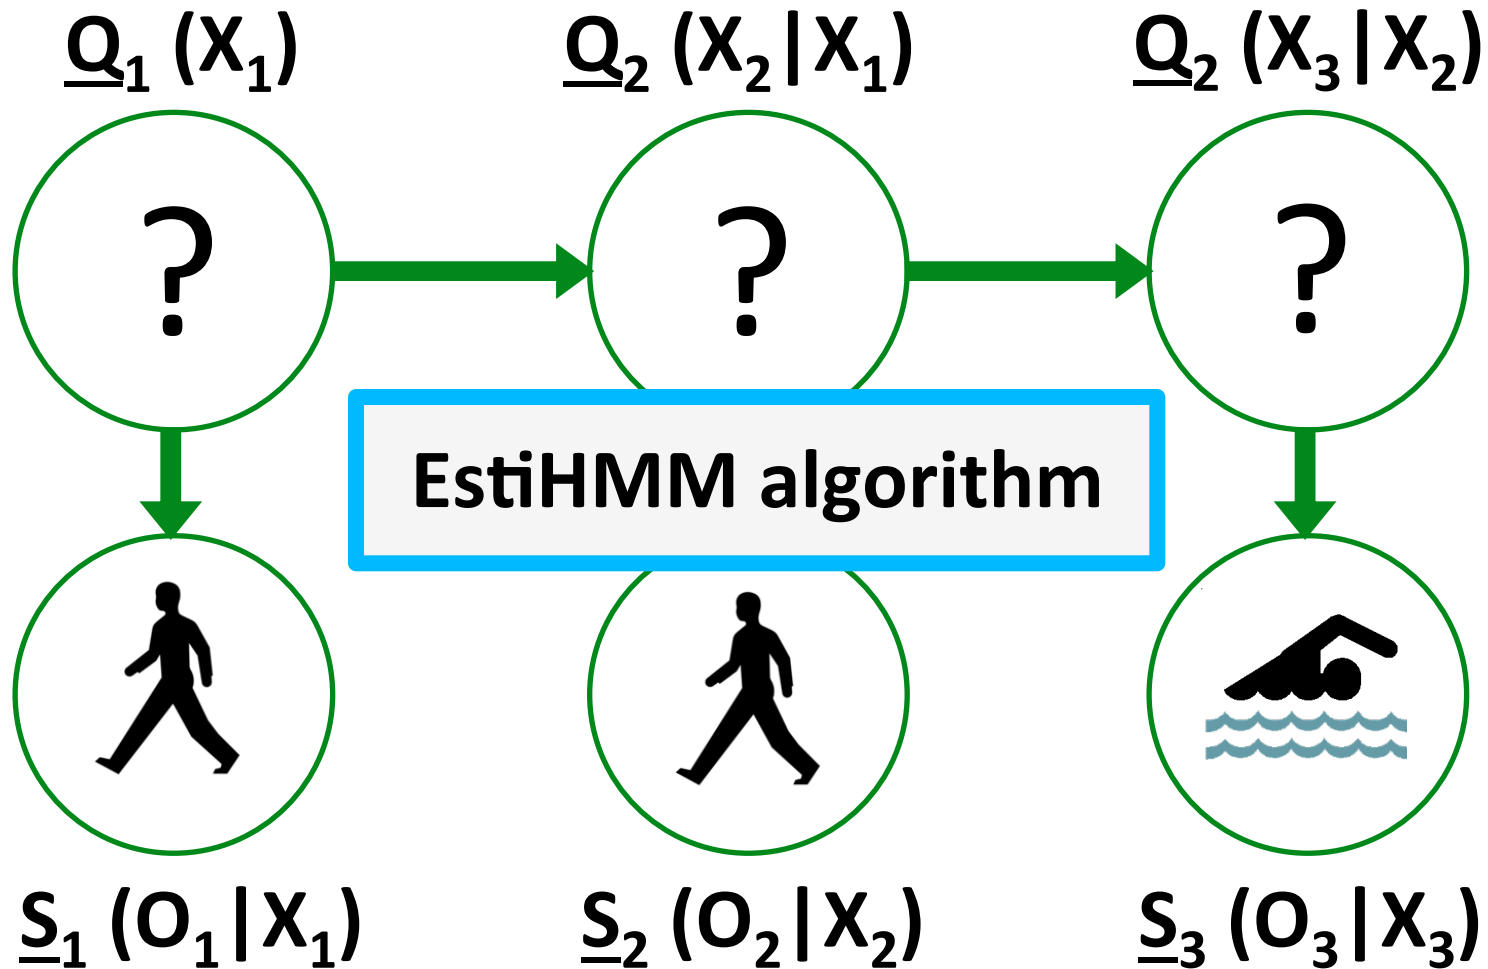 Q₁ (X₁) Q₂ (X₂|X₁) Q₂ (X₃|X₂)
? ? ?
EstiHMM algorithm
S₁ (O₁|X₁) S₂ (O₂|X₂) S₃ (O₃|X₃)